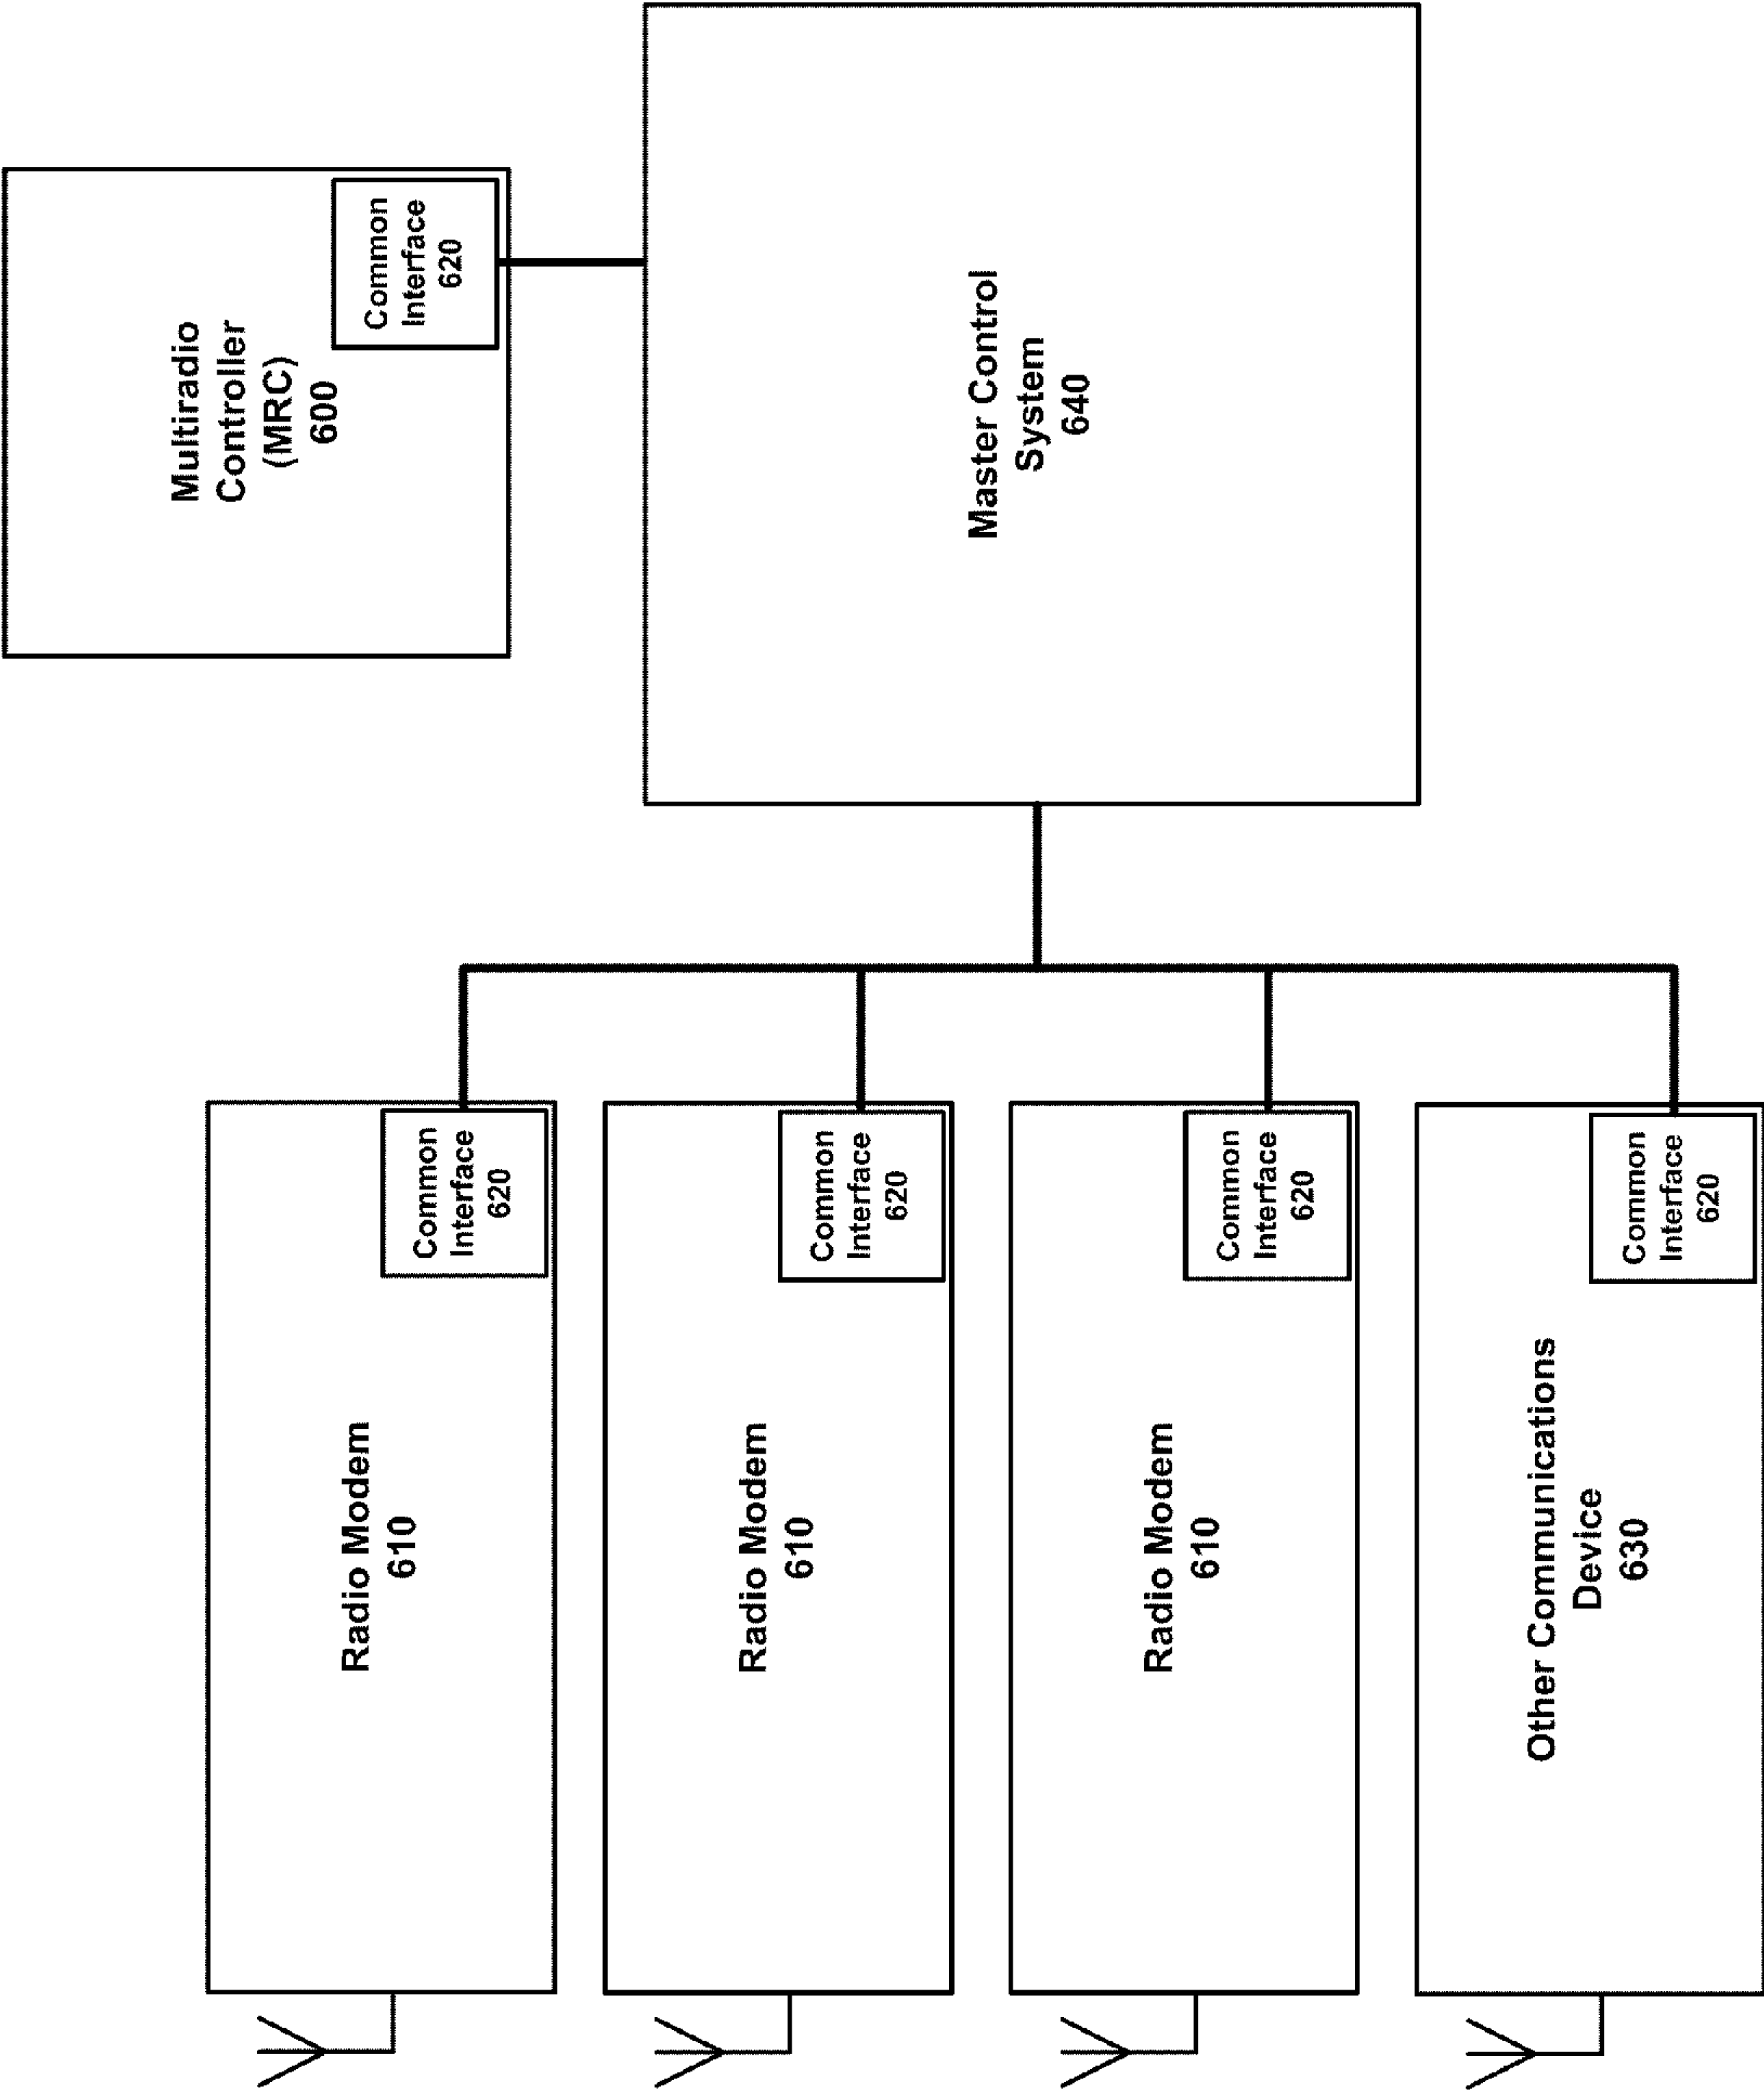 Multiradio
Controller
(MRC)
600
Common
Interface
620
Master Control
System
640
Radio Modem
610
Common
Interface
620
Radio Modem
610
Common
Interface
620
Radio Modem
610
Common
Interface
620
Other Communications
Device
630
Common
Interface
620